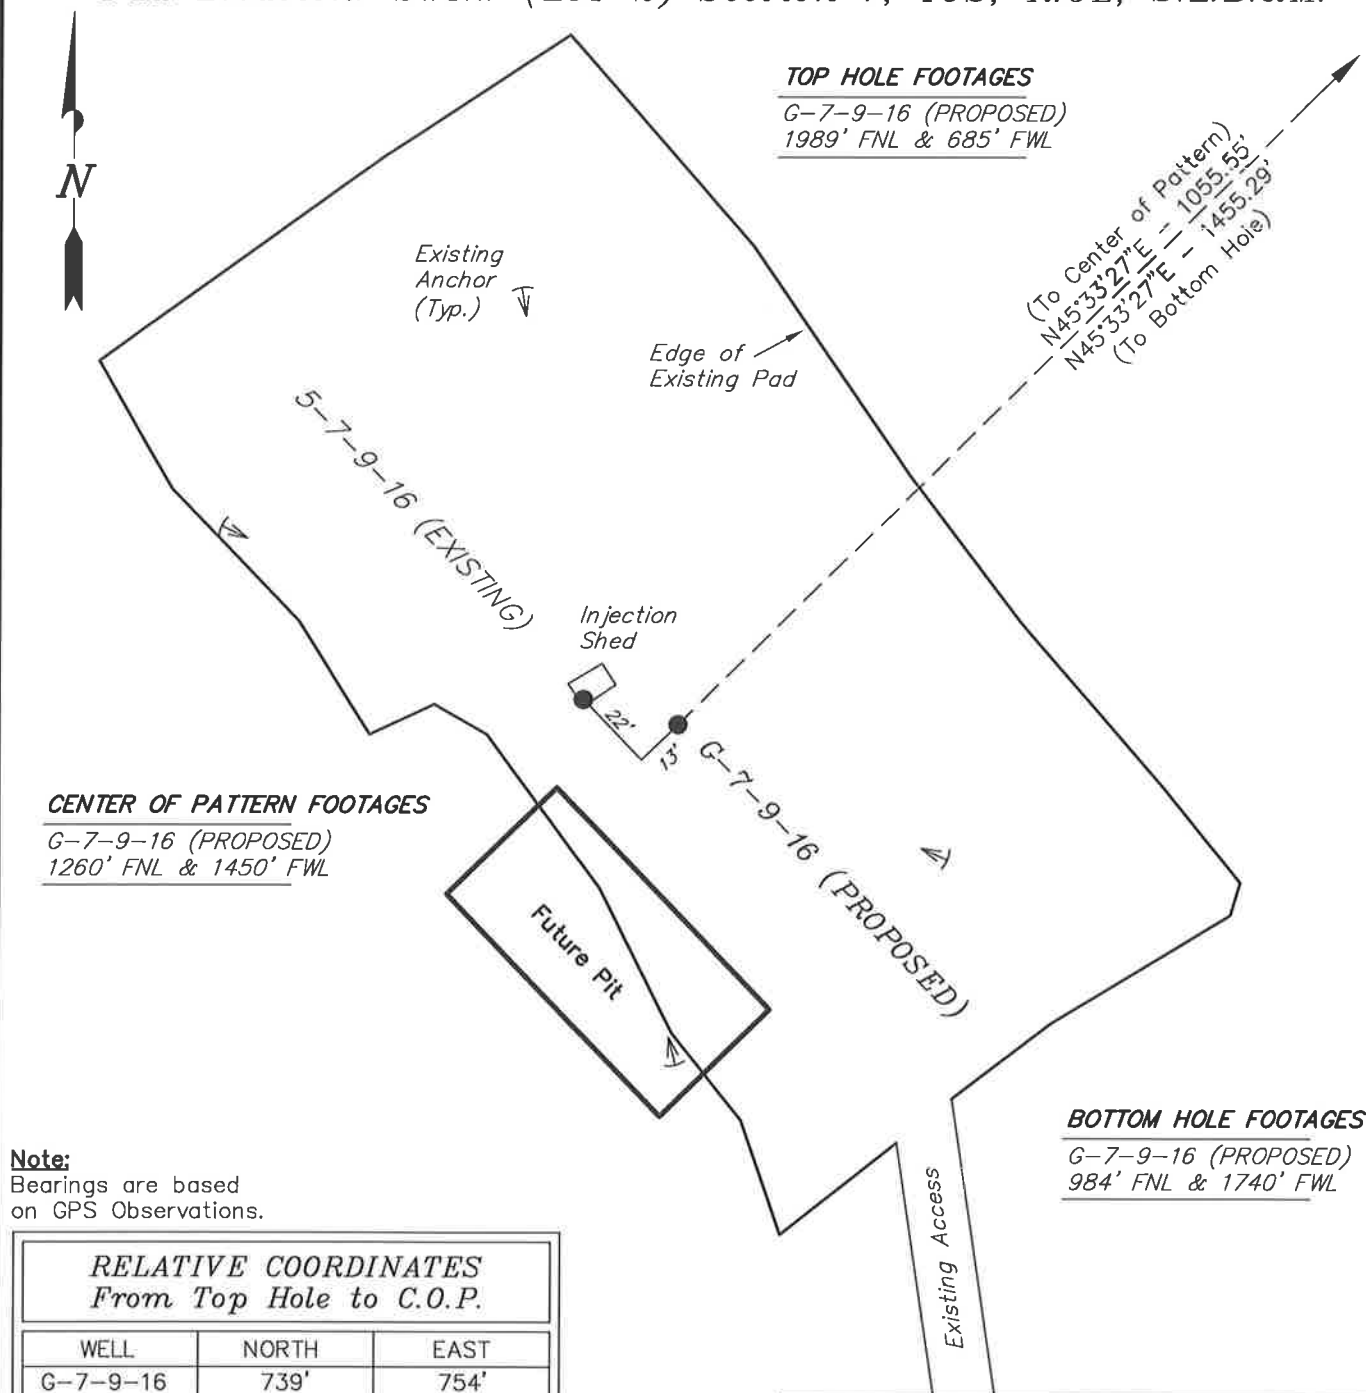 TOP HOLE FOOTAGES
G-7-9-16 (PROPOSED)
1989' FNL & 685' FWL
N
(To Center of Pattern)
N45°33'27"E - 1055.55'
N45°33'27"E - 1455.29'
(To Bottom Hole)
Existing
Anchor
(Typ.)
Edge of
Existing Pad
5-7-9-16 (EXISTING)
Injection
Shed
22'
13'
G-7-9-16 (PROPOSED)
CENTER OF PATTERN FOOTAGES
G-7-9-16 (PROPOSED)
1260' FNL & 1450' FWL
Future Pit
BOTTOM HOLE FOOTAGES
G-7-9-16 (PROPOSED)
984' FNL & 1740' FWL
Note:
Bearings are based
on GPS Observations.
Existing Access
RELATIVE COORDINATES
From Top Hole to C.O.P.
WELL NORTH EAST
G-7-9-16 739' 754'